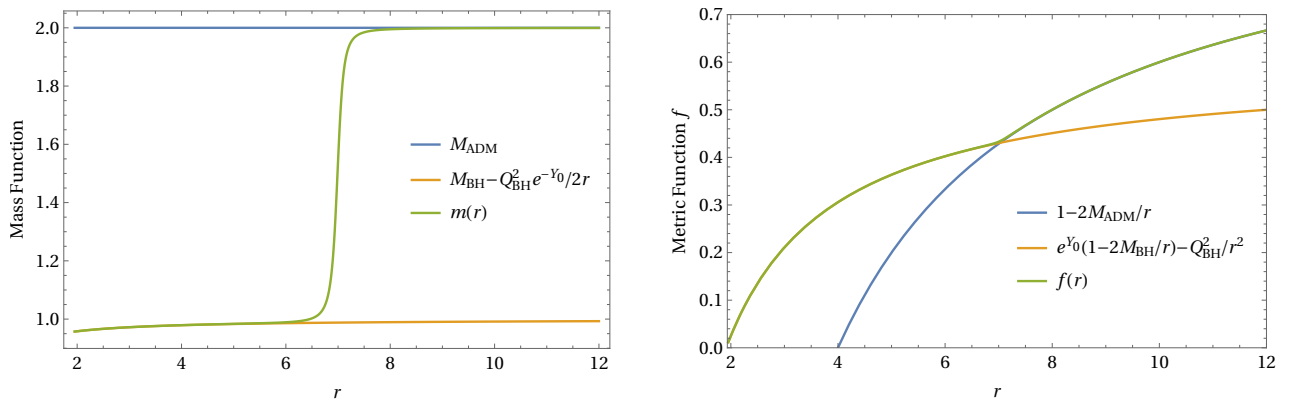 Mass Function
2.0
1.8
1.6
1.4
1.2
1.0
M_ADM
M_BH−Q²_BH e^−Y₀/2r
m(r)
2 4 6 8 10 12
r
Metric Function f
0.7
0.6
0.5
0.4
0.3
0.2
0.1
0.0
1−2M_ADM/r
e^Y₀(1−2M_BH/r)−Q²_BH/r²
f(r)
2 4 6 8 10 12
r